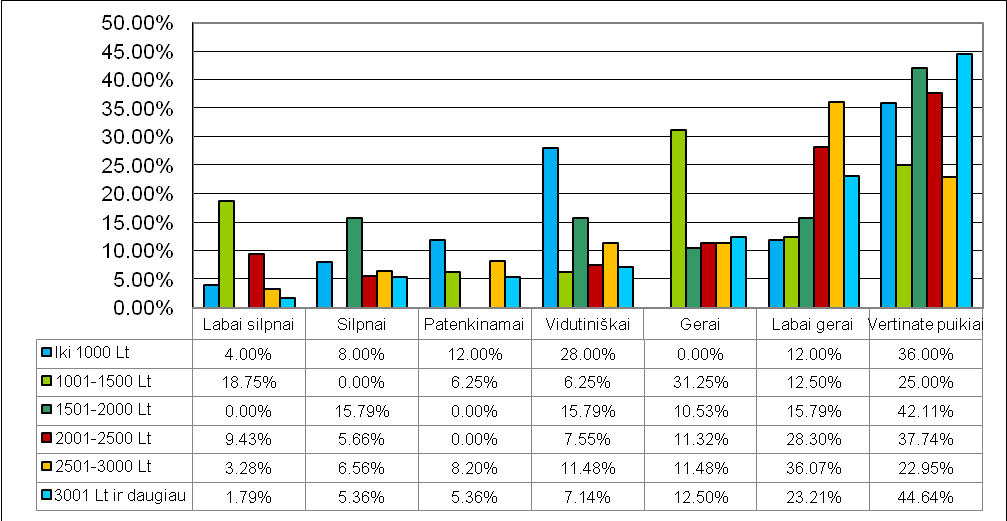 50.00%
45.00%
40.00%
35.00%
30.00%
25.00%
20.00%
15.00%
10.00%
5.00%
0.00%
Labai silpnai Silpnai Patenkinamai Vidutiniškai Gerai Labai gerai Vertinate puikiai
Iki 1000 Lt 4.00% 8.00% 12.00% 28.00% 0.00% 12.00% 36.00%
1001-1500 Lt 18.75% 0.00% 6.25% 6.25% 31.25% 12.50% 25.00%
1501-2000 Lt 0.00% 15.79% 0.00% 15.79% 10.53% 15.79% 42.11%
2001-2500 Lt 9.43% 5.66% 0.00% 7.55% 11.32% 28.30% 37.74%
2501-3000 Lt 3.28% 6.56% 8.20% 11.48% 11.48% 36.07% 22.95%
3001 Lt ir daugiau 1.79% 5.36% 5.36% 7.14% 12.50% 23.21% 44.64%